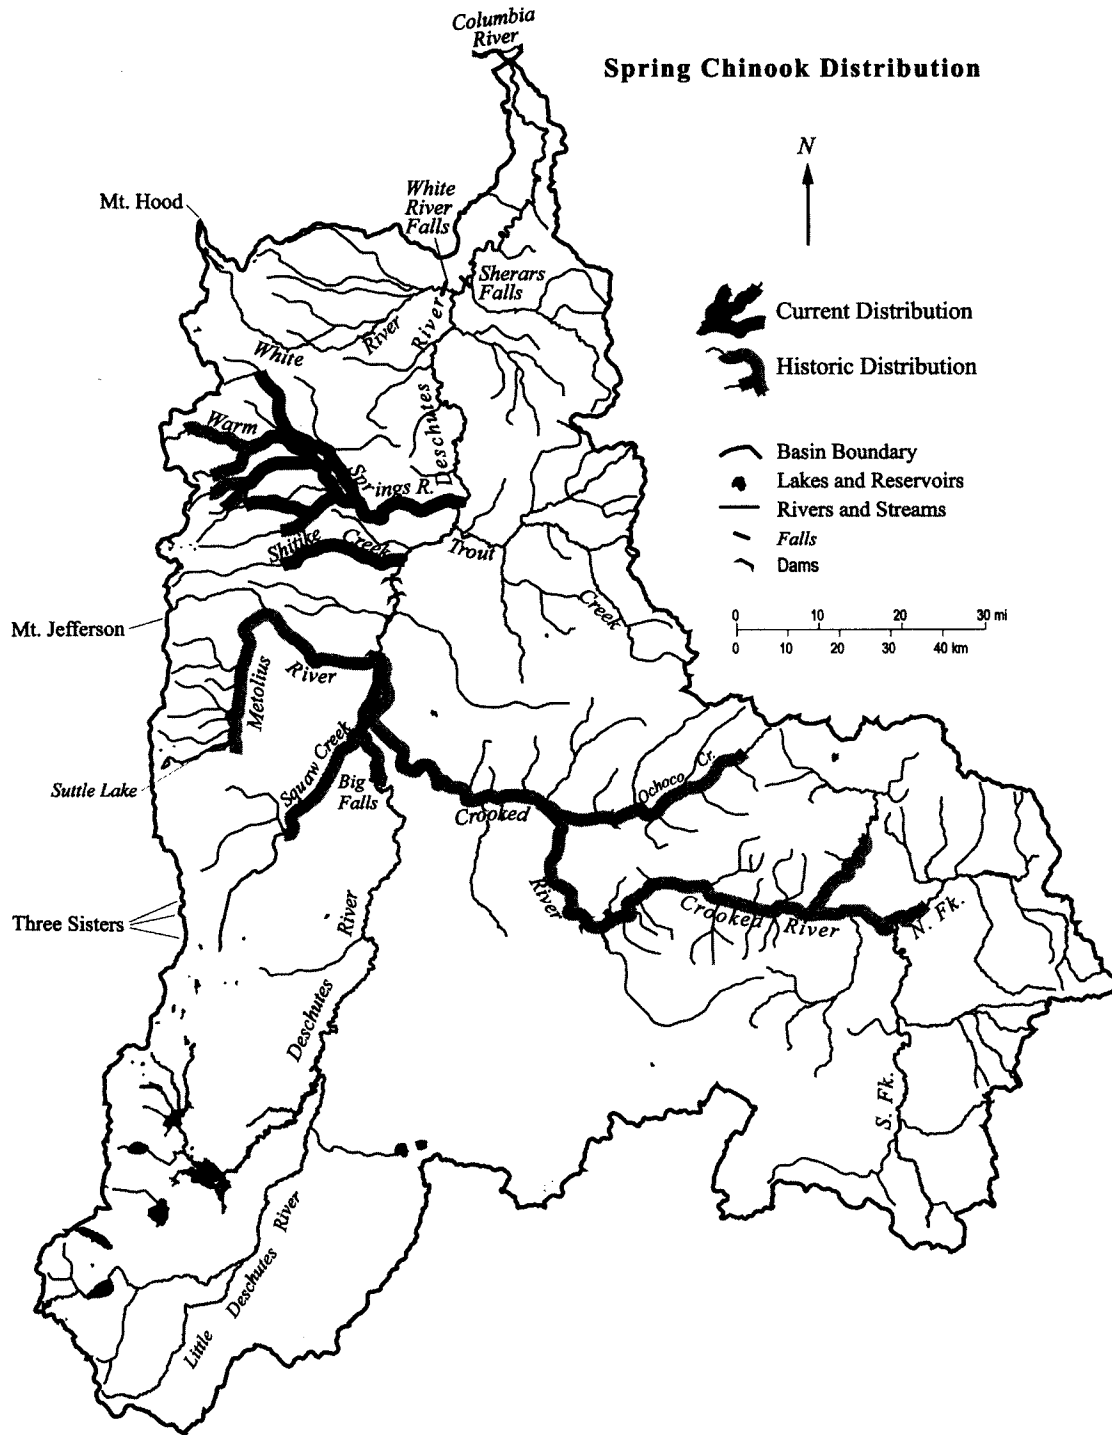 Columbia
River
Spring Chinook Distribution
N
White
River
Falls
Mt. Hood
Sherars
Falls
Current Distribution
River
River
White
Historic Distribution
Deschutes
Warm
Springs R.
Basin Boundary
Lakes and Reservoirs
Rivers and Streams
Falls
Dams
Shitike
Creek
Trout
Creek
0 10 20 30 mi
0 10 20 30 40 km
Mt. Jefferson
River
Metolius
Squaw Creek
Suttle Lake
Big
Falls
Ochoco Cr.
Crooked
River
Crooked River
N. Fk.
Three Sisters
River
Deschutes
S. Fk.
River
Deschutes
Little